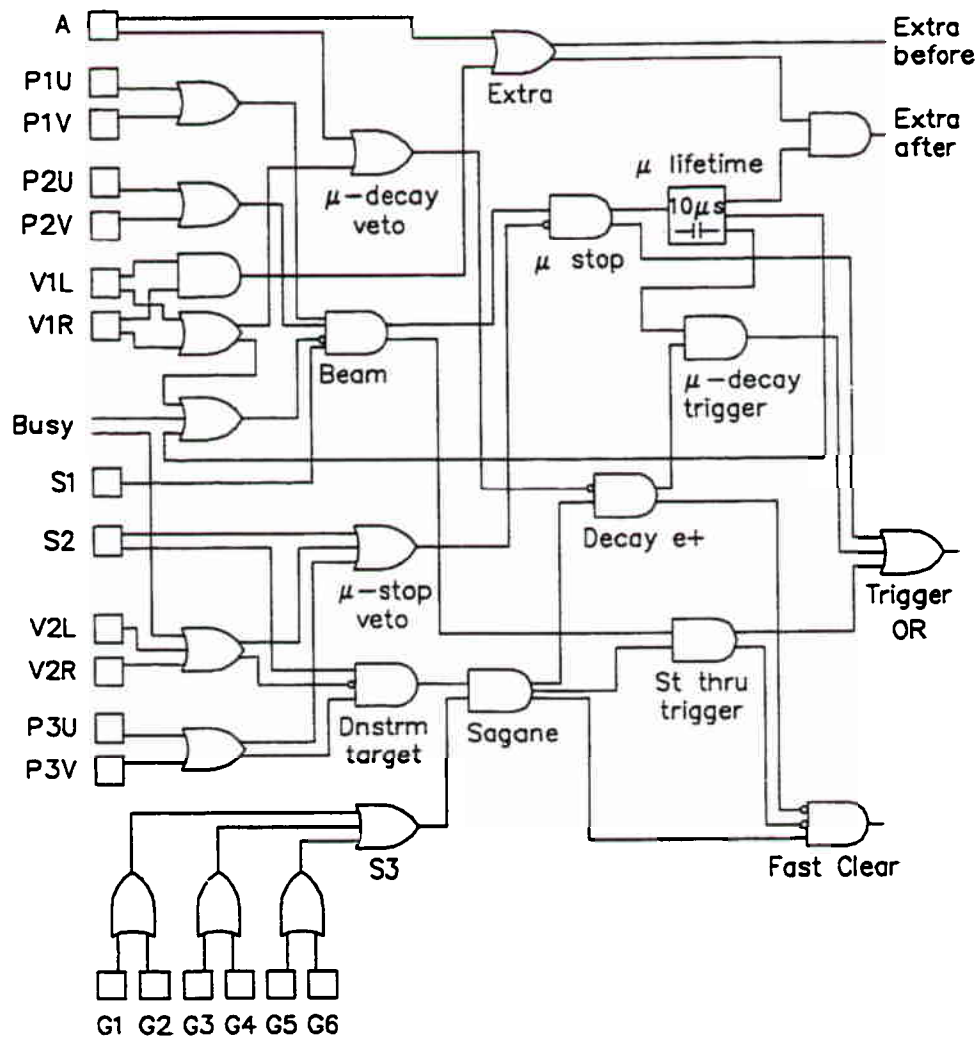 A
Extra
before
P1U
Extra
P1V
Extra
after
P2U
μ-decay
veto
μ lifetime
P2V
10μs
V1L
μ stop
V1R
Beam
μ-decay
trigger
Busy
S1
Decay e+
S2
μ-stop
veto
Trigger
OR
V2L
V2R
St thru
trigger
P3U
Dnstrm
target
Sagane
P3V
S3
Fast Clear
G1 G2 G3 G4 G5 G6